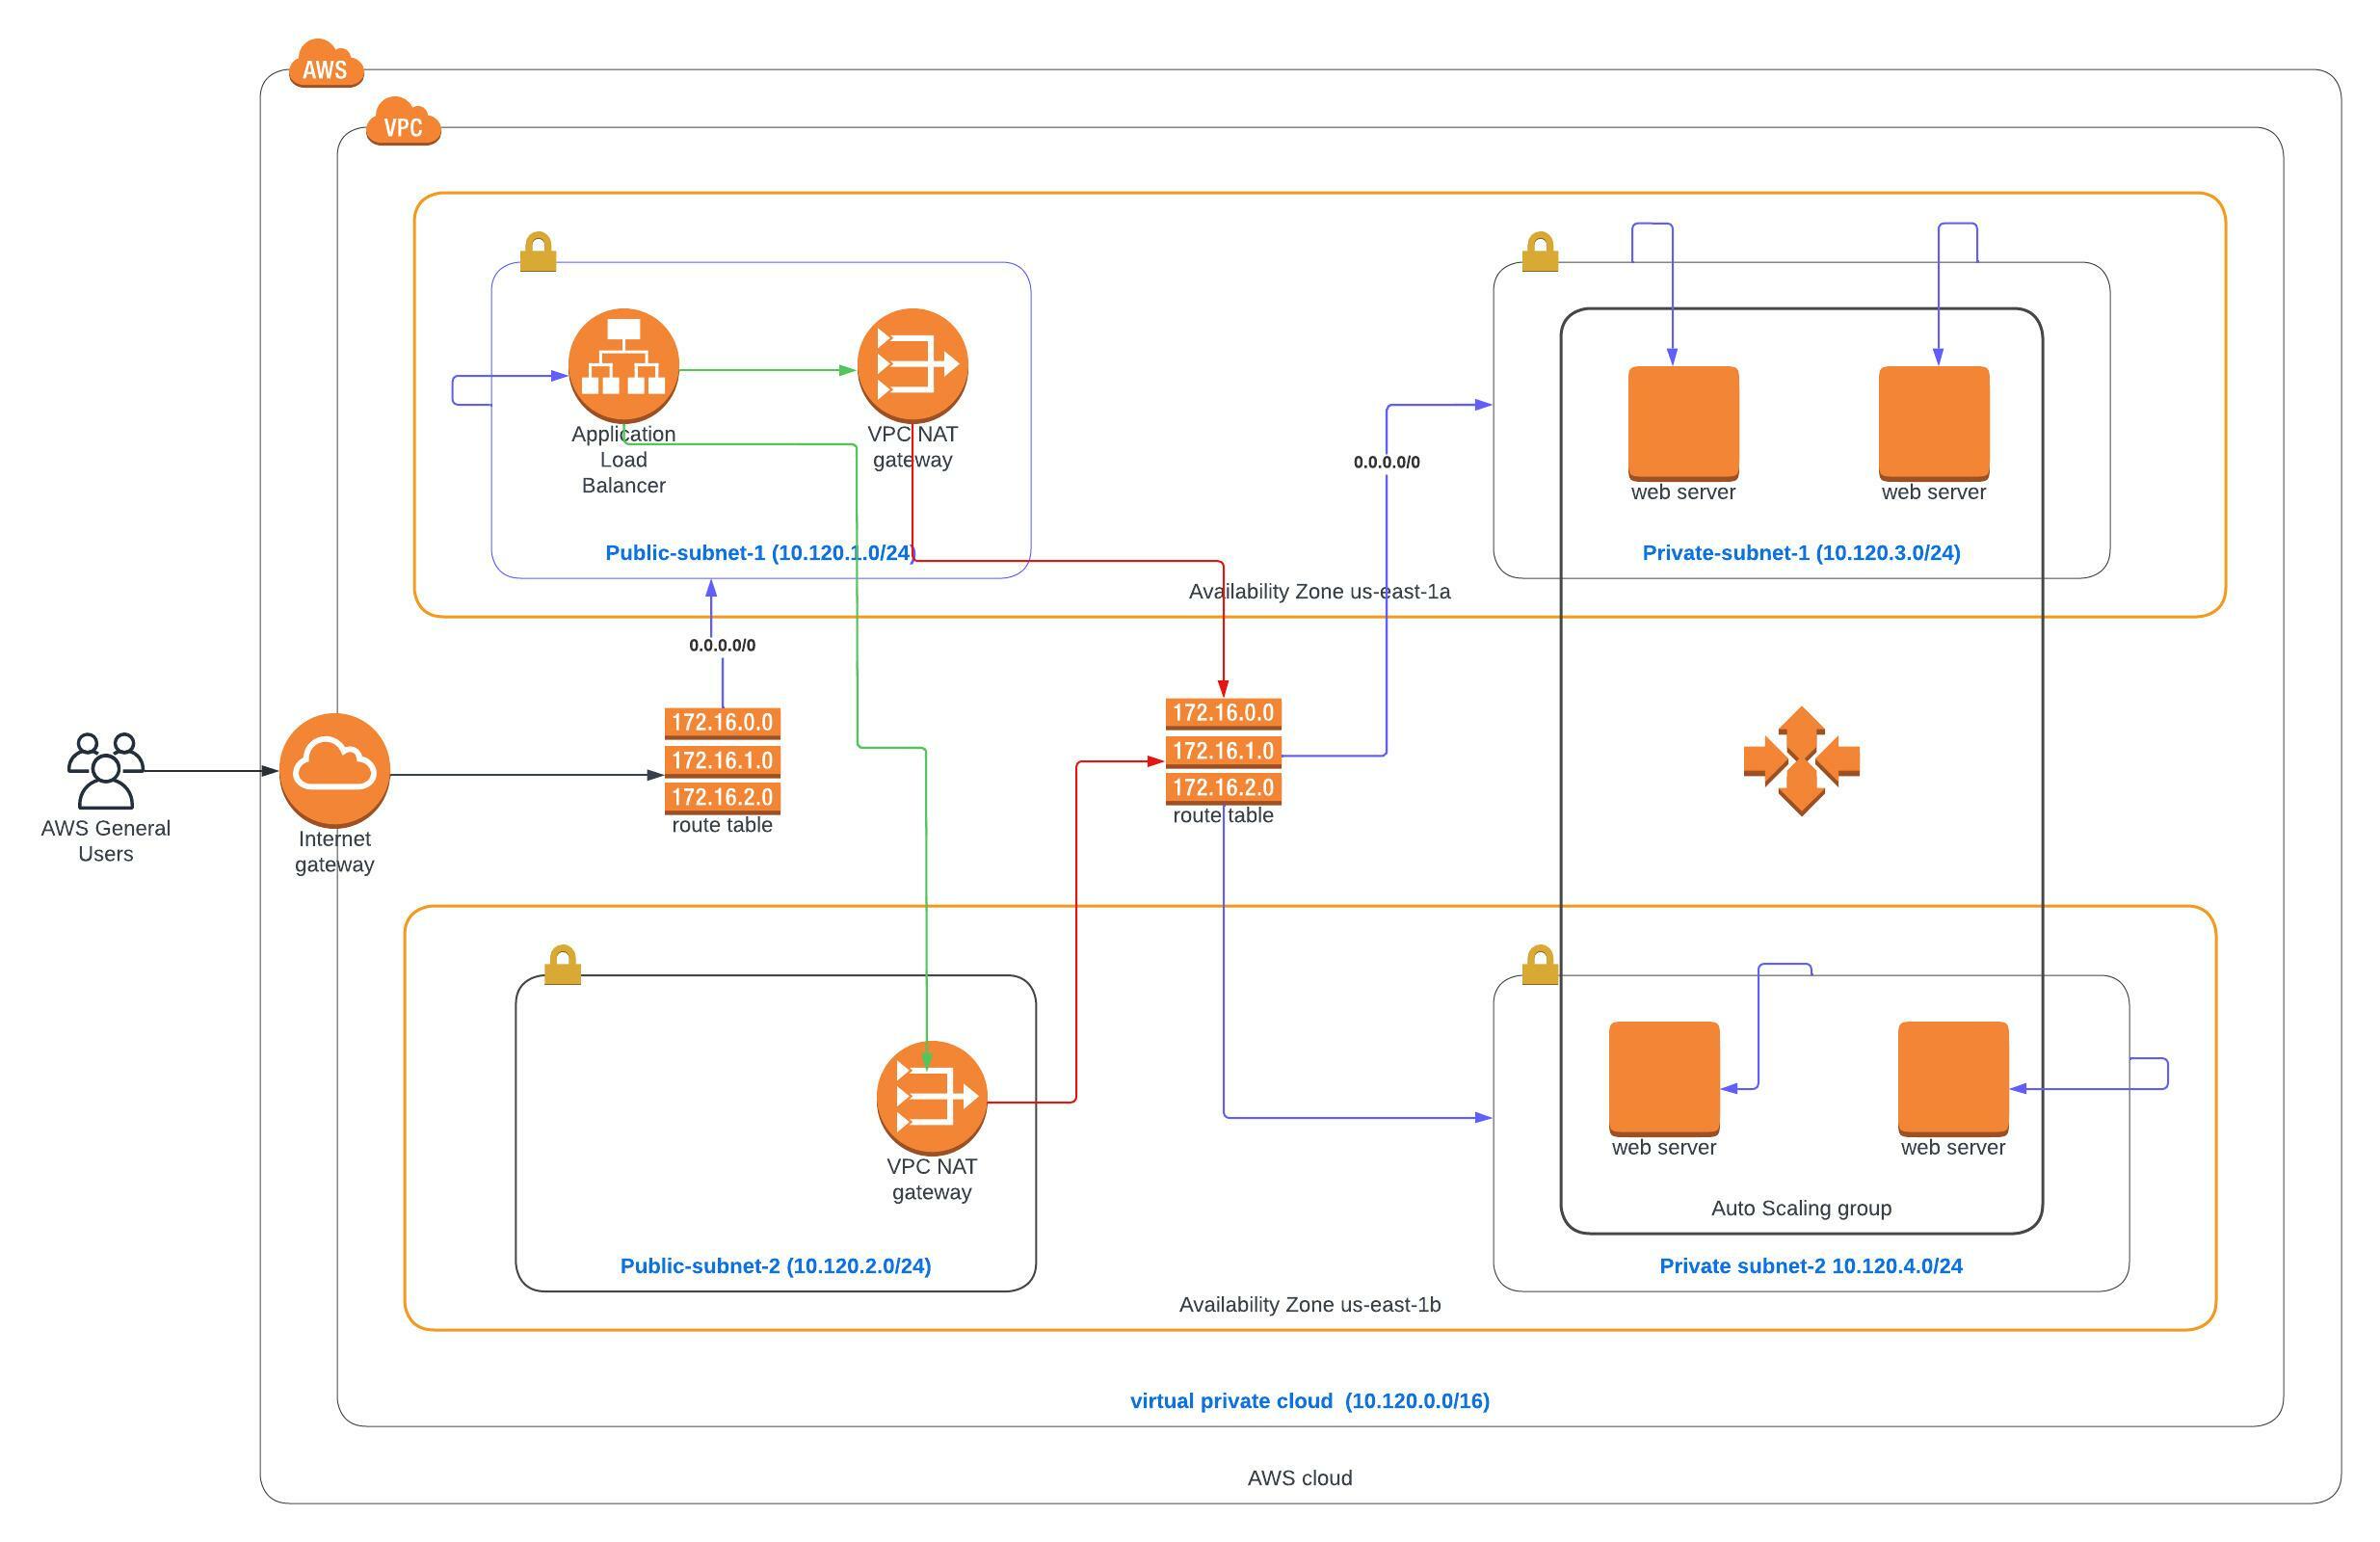 AWS
VPC
Application
Load
Balancer
VPC NAT
gateway
Public-subnet-1 (10.120.1.0/24)
0.0.0.0/0
web server
web server
Private-subnet-1 (10.120.3.0/24)
Availability Zone us-east-1a
0.0.0.0/0
AWS General
Users
Internet
gateway
172.16.0.0
172.16.1.0
172.16.2.0
route table
172.16.0.0
172.16.1.0
172.16.2.0
route table
VPC NAT
gateway
Public-subnet-2 (10.120.2.0/24)
web server
web server
Auto Scaling group
Private subnet-2 10.120.4.0/24
Availability Zone us-east-1b
virtual private cloud (10.120.0.0/16)
AWS cloud